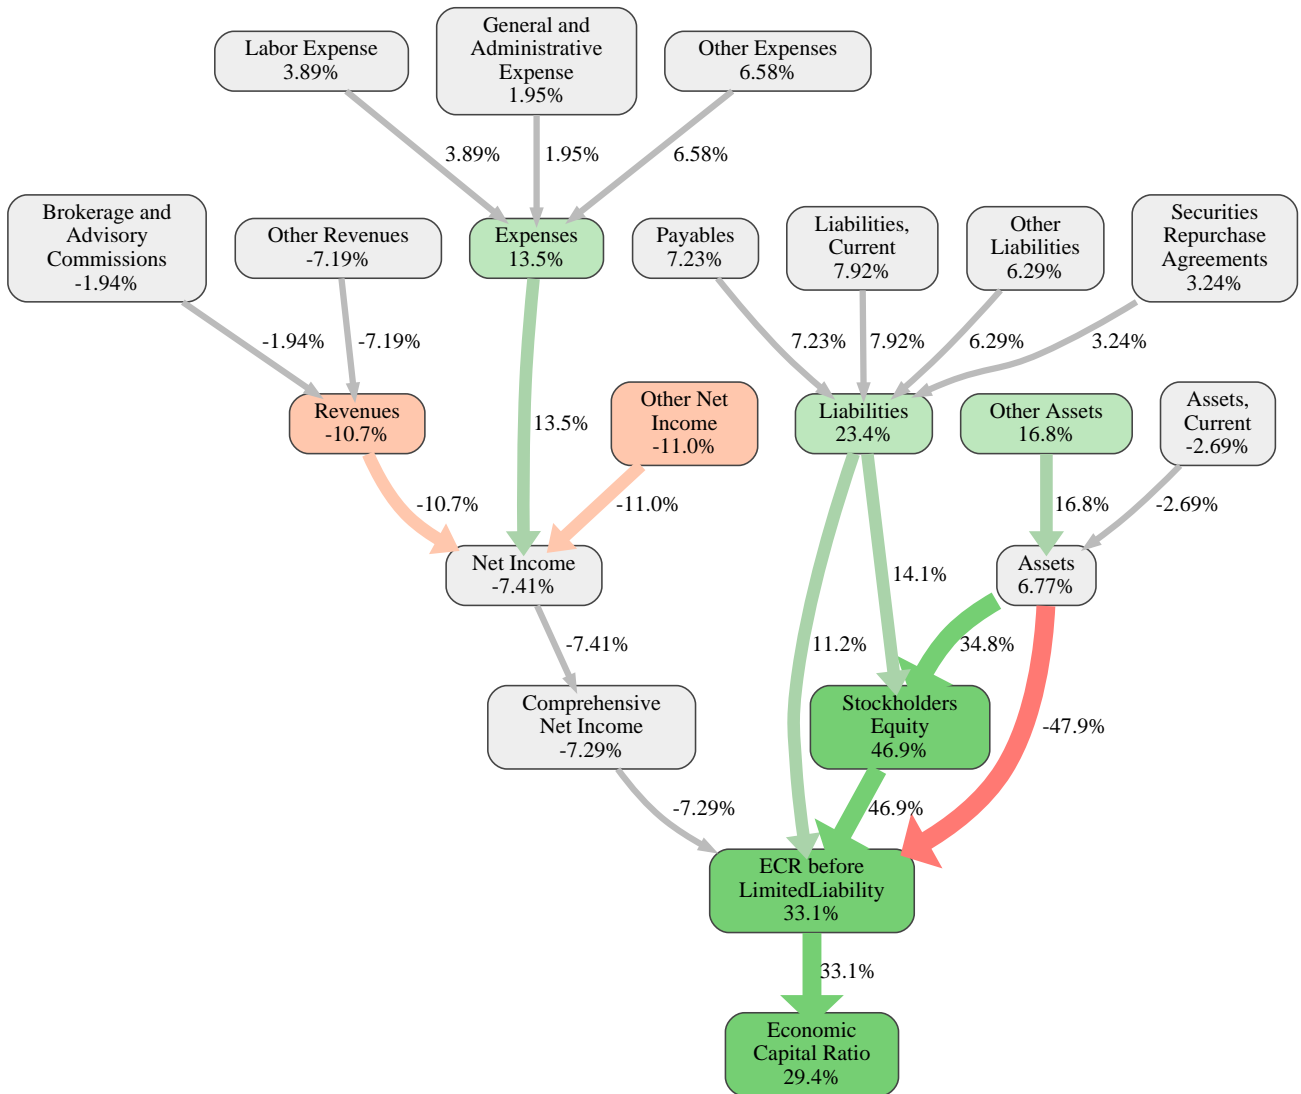 Labor Expense
3.89%
General and
Administrative
Expense
1.95%
Other Expenses
6.58%
3.89%
1.95%
6.58%
Brokerage and
Advisory
Commissions
-1.94%
Other Revenues
-7.19%
Expenses
13.5%
Payables
7.23%
Liabilities,
Current
7.92%
Other
Liabilities
6.29%
Securities
Repurchase
Agreements
3.24%
-1.94%
-7.19%
7.23%
7.92%
6.29%
3.24%
Revenues
-10.7%
13.5%
Other Net
Income
-11.0%
Liabilities
23.4%
Other Assets
16.8%
Assets,
Current
-2.69%
-10.7%
-11.0%
16.8%
-2.69%
Net Income
-7.41%
14.1%
Assets
6.77%
-7.41%
11.2%
34.8%
Comprehensive
Net Income
-7.29%
Stockholders
Equity
46.9%
-47.9%
-7.29%
46.9%
ECR before
LimitedLiability
33.1%
33.1%
Economic
Capital Ratio
29.4%